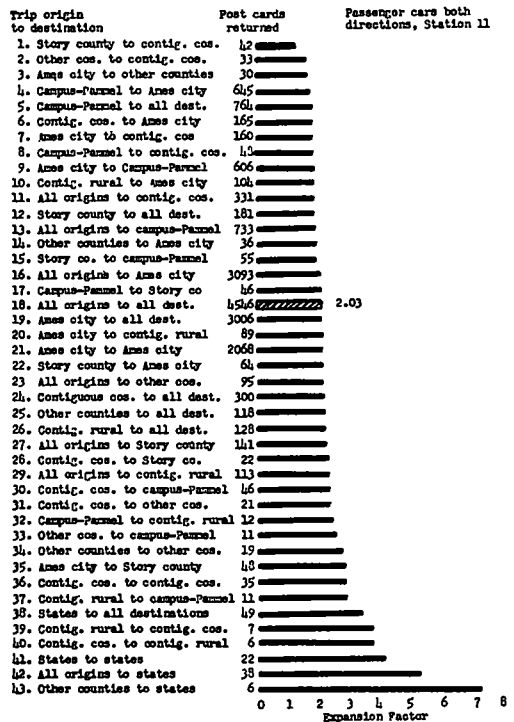 Trip origin to destination Post cards returned Passenger cars both directions, Station 11
1. Story county to contig. cos. 42
2. Other cos. to contig. cos. 33
3. Ames city to other counties 30
4. Campus-Pammel to Ames city 645
5. Campus-Pammel to all dest. 764
6. Contig. cos. to Ames city 165
7. Ames city to contig. cos 160
8. Campus-Pammel to contig. cos. 43
9. Ames city to Campus-Pammel 606
10. Contig. rural to Ames city 104
11. All origins to contig. cos. 331
12. Story county to all dest. 181
13. All origins to campus-Pammel 733
14. Other counties to Ames city 36
15. Story co. to campus-Pammel 55
16. All origins to Ames city 3093
17. Campus-Pammel to Story co 46
18. All origins to all dest. 4546 2.03
19. Ames city to all dest. 3006
20. Ames city to contig. rural 89
21. Ames city to Ames city 2068
22. Story county to Ames city 64
23 All origins to other cos. 95
24. Contiguous cos. to all dest. 300
25. Other counties to all dest. 118
26. Contig. rural to all dest. 128
27. All origins to Story county 141
28. Contig. cos. to Story co. 22
29. All origins to contig. rural 113
30. Contig. cos. to campus-Pammel 46
31. Contig. cos. to other cos. 21
32. Campus-Pammel to contig. rural 12
33. Other cos. to campus-Pammel 11
34. Other counties to other cos. 19
35. Ames city to Story county 48
36. Contig. cos. to contig. cos. 35
37. Contig. rural to campus-Pammel 11
38. States to all destinations 49
39. Contig. rural to contig. cos. 7
40. Contig. cos. to contig. rural 6
41. States to states 22
42. All origins to states 38
43. Other counties to states 6
0 1 2 3 4 5 6 7 8
Expansion Factor